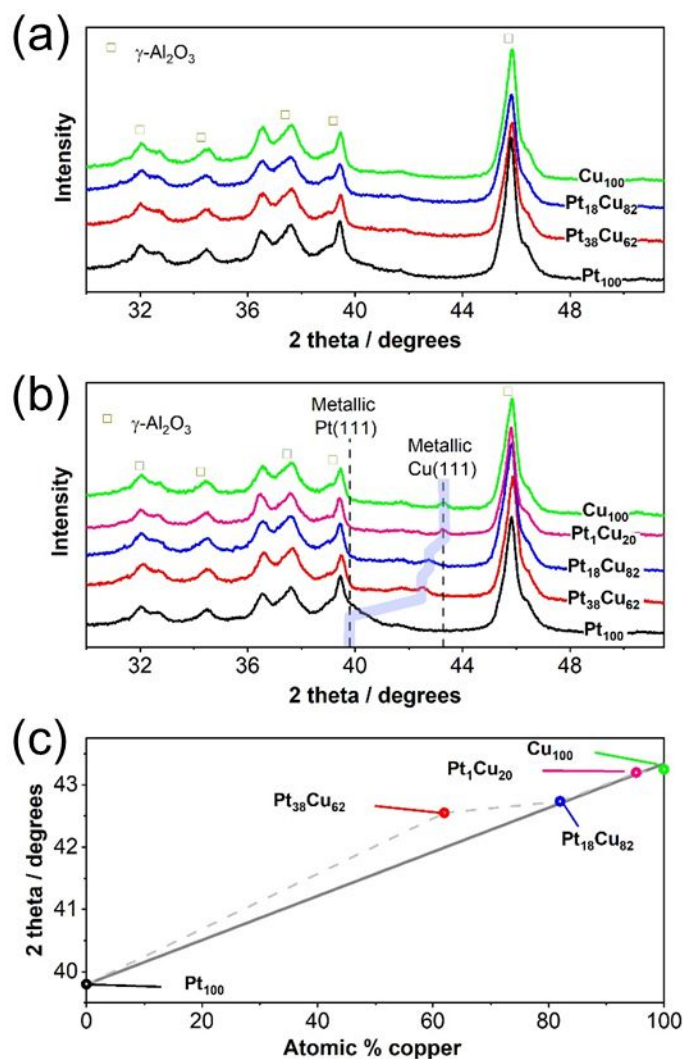 (a)
□ γ-Al₂O₃
Intensity
Cu₁₀₀
Pt₁₈Cu₈₂
Pt₃₈Cu₆₂
Pt₁₀₀
32 36 40 44 48
2 theta / degrees
(b)
□ γ-Al₂O₃
Metallic
Pt(111)
Metallic
Cu(111)
Intensity
Cu₁₀₀
Pt₁Cu₂₀
Pt₁₈Cu₈₂
Pt₃₈Cu₆₂
Pt₁₀₀
32 36 40 44 48
2 theta / degrees
(c)
2 theta / degrees
43
42
41
40
Cu₁₀₀
Pt₁Cu₂₀
Pt₃₈Cu₆₂
Pt₁₈Cu₈₂
Pt₁₀₀
0 20 40 60 80 100
Atomic % copper